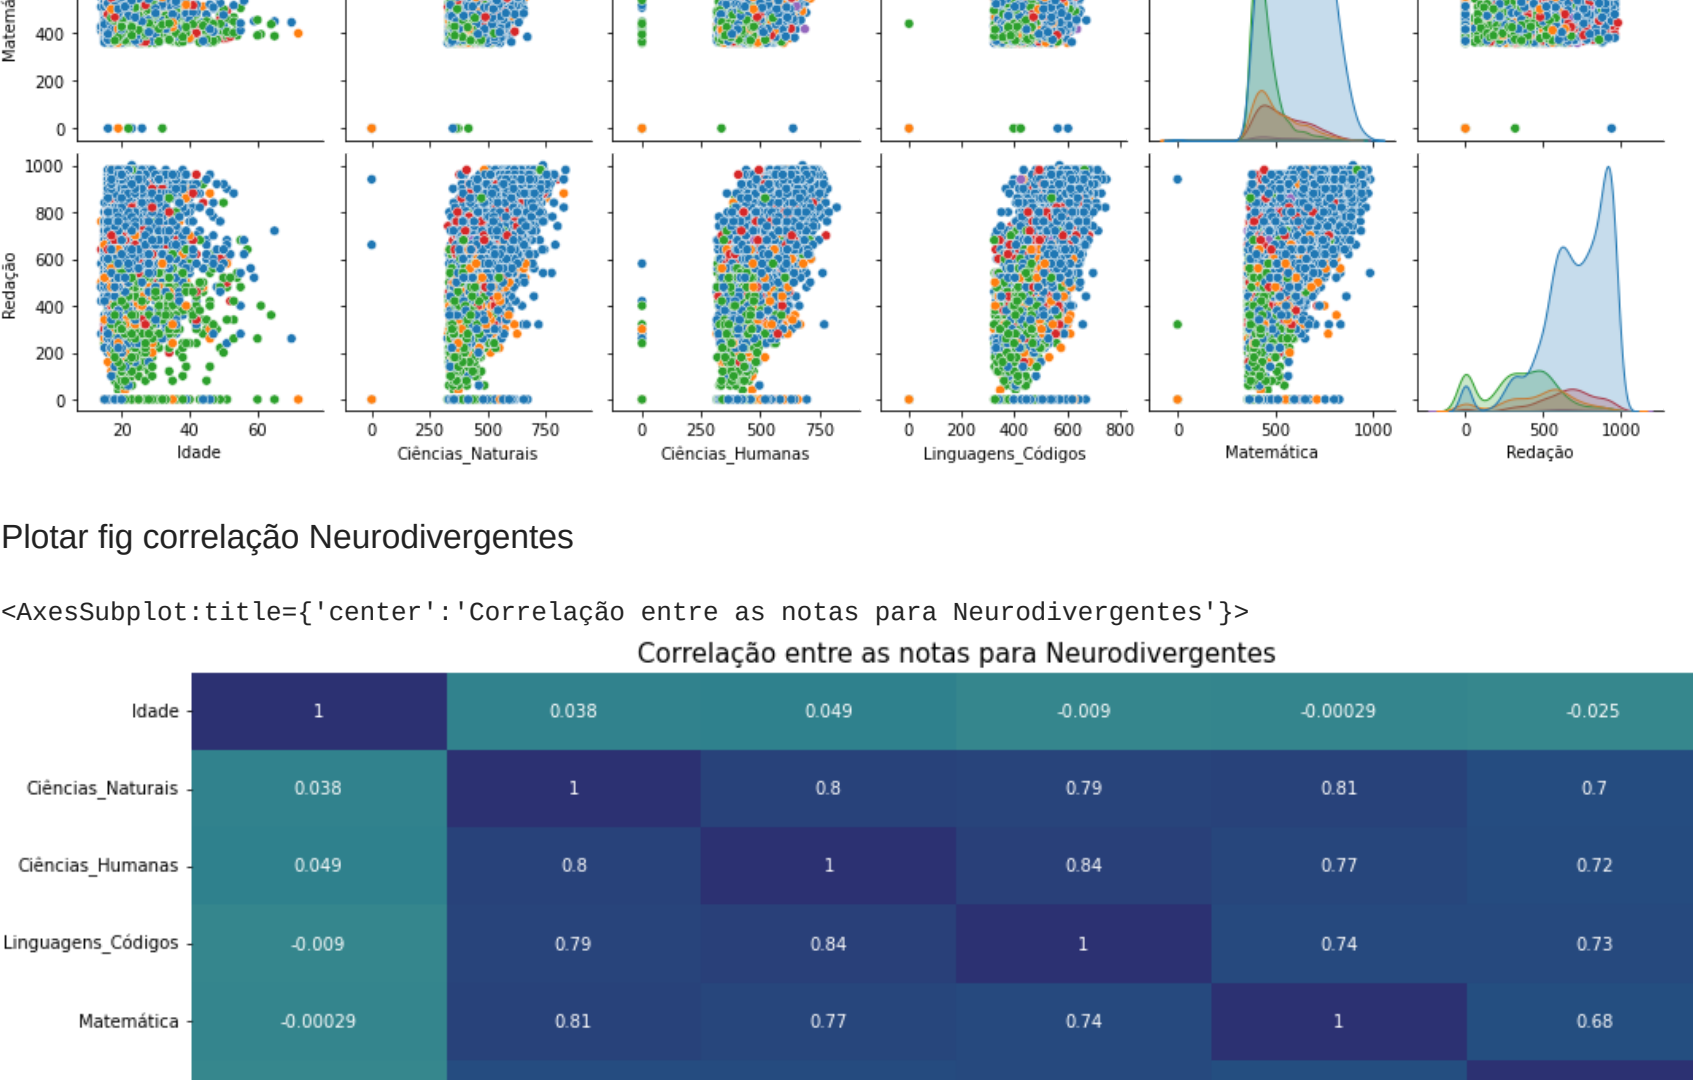 Matemá
400
200
0
1000
800
600
400
200
0
Redação
20 40 60
0 250 500 750
0 250 500 750
0 200 400 600 800
0 500 1000
0 500 1000
Idade
Ciências_Naturais
Ciências_Humanas
Linguagens_Códigos
Matemática
Redação
Plotar fig correlação Neurodivergentes
<AxesSubplot:title={'center':'Correlação entre as notas para Neurodivergentes'}>
Correlação entre as notas para Neurodivergentes
Idade 1 0.038 0.049 -0.009 -0.00029 -0.025
Ciências_Naturais 0.038 1 0.8 0.79 0.81 0.7
Ciências_Humanas 0.049 0.8 1 0.84 0.77 0.72
Linguagens_Códigos -0.009 0.79 0.84 1 0.74 0.73
Matemática -0.00029 0.81 0.77 0.74 1 0.68